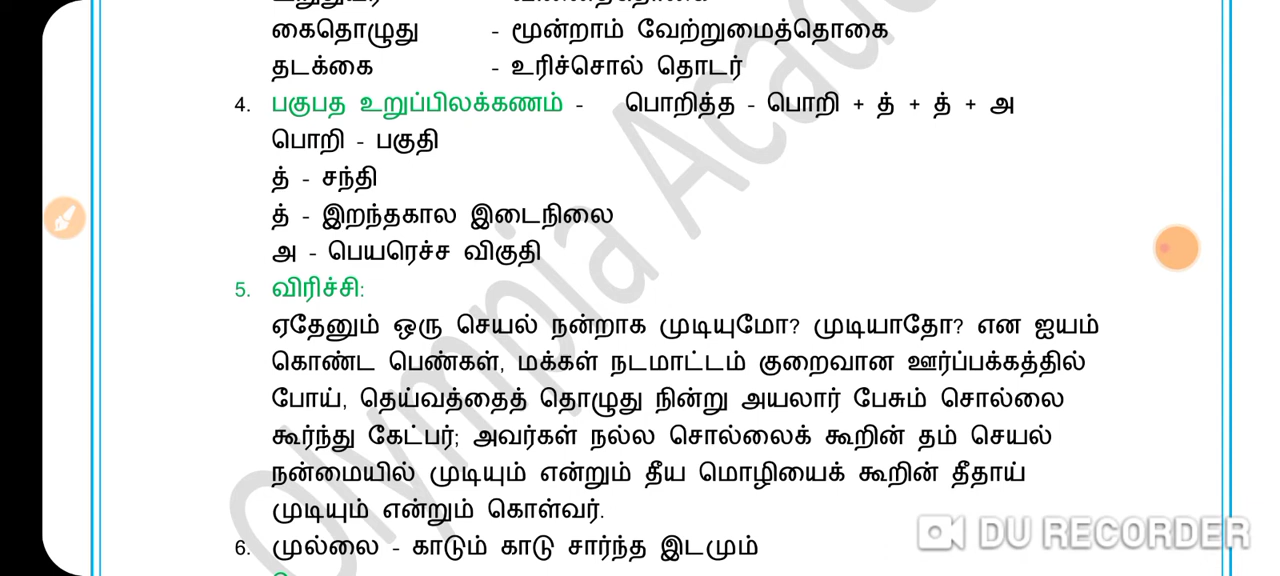 கைதொழுது - மூன்றாம் வேற்றுமைத்தொகை
தடக்கை - உரிச்சொல் தொடர்
4. பகுபத உறுப்பிலக்கணம் - பொறித்த - பொறி + த் + த் + அ
பொறி - பகுதி
த் - சந்தி
த் - இறந்தகால இடைநிலை
அ - பெயரெச்ச விகுதி
5. விரிச்சி:
ஏதேனும் ஒரு செயல் நன்றாக முடியுமோ? முடியாதோ? என ஐயம்
கொண்ட பெண்கள், மக்கள் நடமாட்டம் குறைவான ஊர்ப்பக்கத்தில்
போய், தெய்வத்தைத் தொழுது நின்று அயலார் பேசும் சொல்லை
கூர்ந்து கேட்பர்; அவர்கள் நல்ல சொல்லைக் கூறின் தம் செயல்
நன்மையில் முடியும் என்றும் தீய மொழியைக் கூறின் தீதாய்
முடியும் என்றும் கொள்வர்.
6. முல்லை - காடும் காடு சார்ந்த இடமும்
Olympia Acad
DU RECORDER